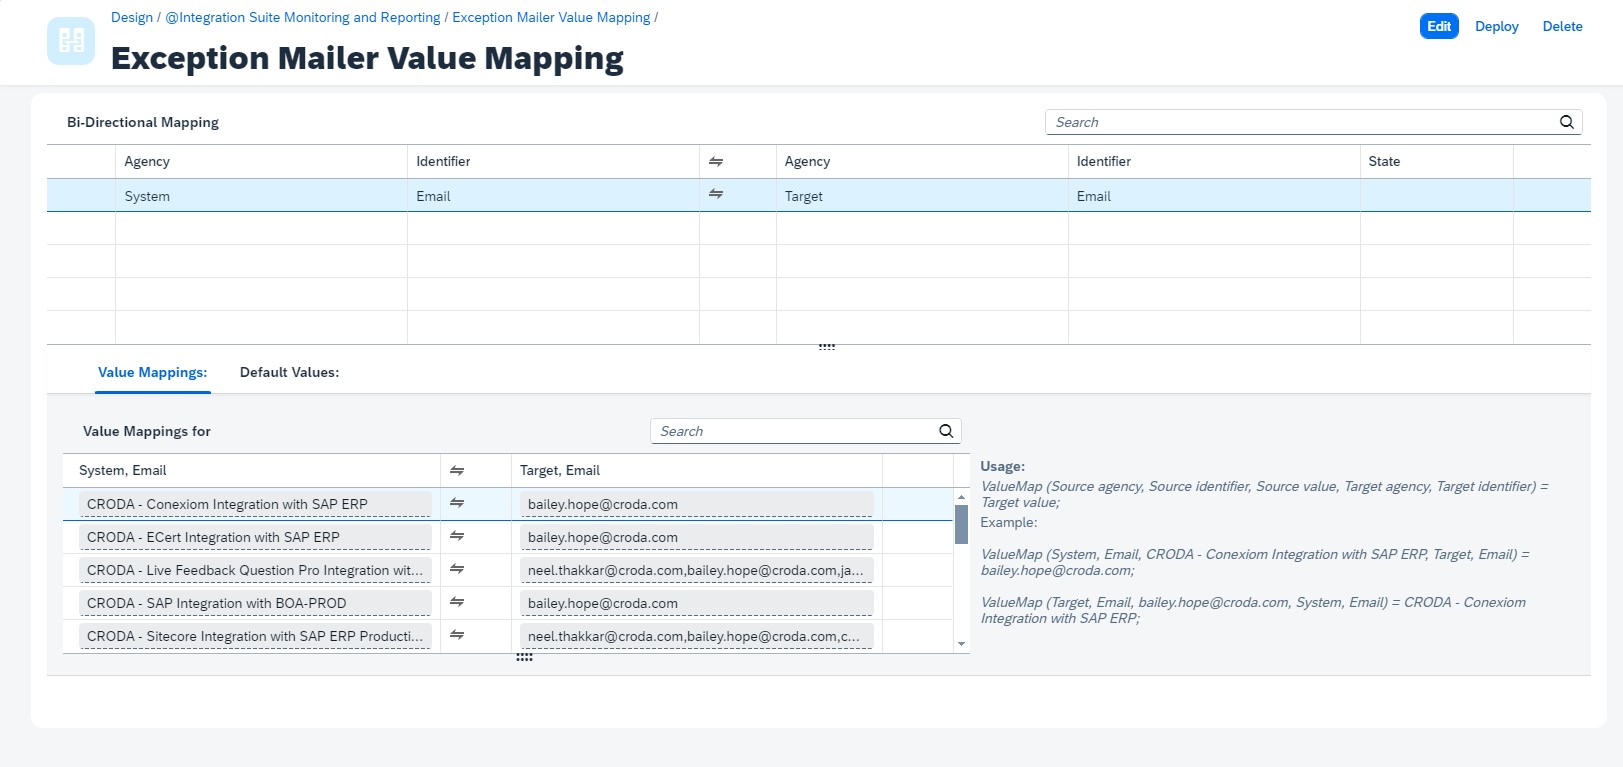 Design / @Integration Suite Monitoring and Reporting / Exception Mailer Value Mapping /
Exception Mailer Value Mapping
Edit Deploy Delete
Bi-Directional Mapping
Search
Agency Identifier ⇌ Agency Identifier State
System Email ⇌ Target Email
Value Mappings: Default Values:
Value Mappings for
Search
System, Email ⇌ Target, Email
CRODA - Conexiom Integration with SAP ERP ⇌ bailey.hope@croda.com
CRODA - ECert Integration with SAP ERP ⇌ bailey.hope@croda.com
CRODA - Live Feedback Question Pro Integration wit... ⇌ neel.thakkar@croda.com,bailey.hope@croda.com,ja...
CRODA - SAP Integration with BOA-PROD ⇌ bailey.hope@croda.com
CRODA - Sitecore Integration with SAP ERP Producti... ⇌ neel.thakkar@croda.com,bailey.hope@croda.com,c...
Usage:
ValueMap (Source agency, Source identifier, Source value, Target agency, Target identifier) =
Target value;
Example:
ValueMap (System, Email, CRODA - Conexiom Integration with SAP ERP, Target, Email) =
bailey.hope@croda.com;
ValueMap (Target, Email, bailey.hope@croda.com, System, Email) = CRODA - Conexiom
Integration with SAP ERP;